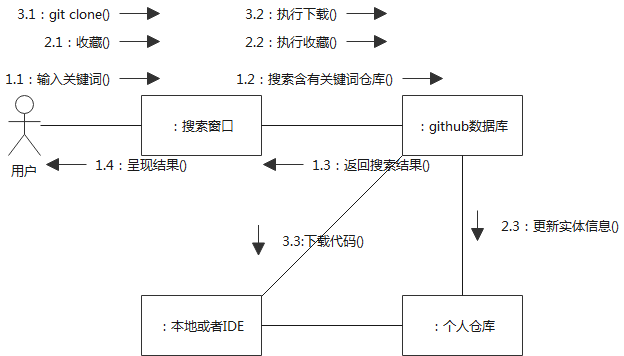 3.1：git clone()
3.2：执行下载()
2.1：收藏()
2.2：执行收藏()
1.1：输入关键词()
1.2：搜索含有关键词仓库()
：搜索窗口
：github数据库
用户
1.4：呈现结果()
1.3：返回搜索结果()
2.3：更新实体信息()
3.3:下载代码()
：本地或者IDE
：个人仓库